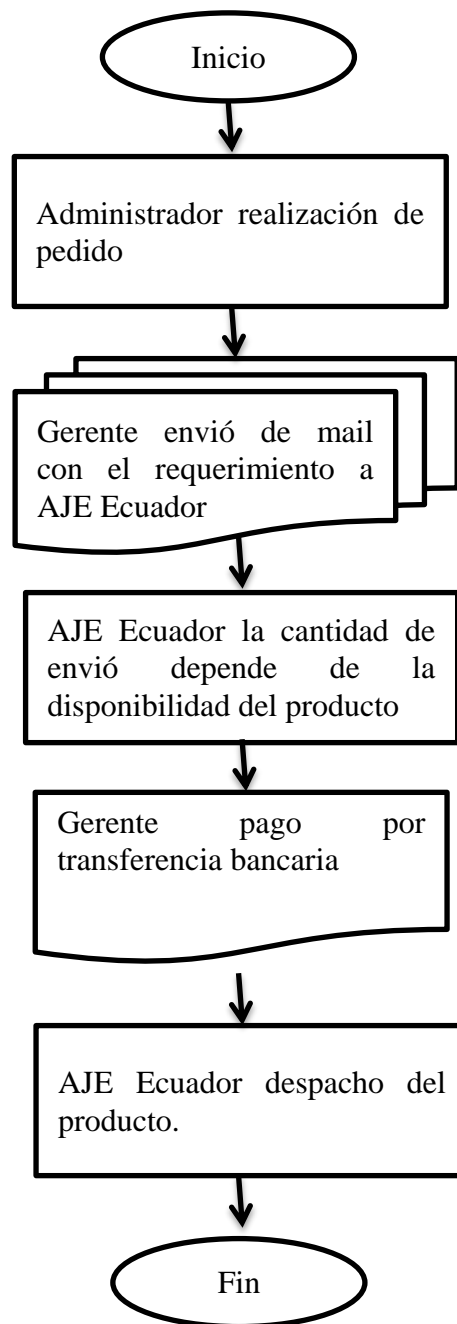 Inicio
Administrador realización de
pedido
Gerente envió de mail
con el requerimiento a
AJE Ecuador
AJE Ecuador la cantidad de
envió depende de la
disponibilidad del producto
Gerente pago por
transferencia bancaria
AJE Ecuador despacho del
producto.
Fin